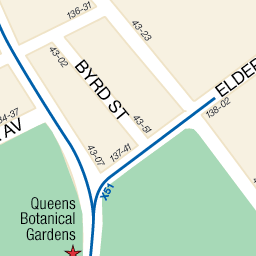 136-31
43-23
43-02
BYRD ST
ELDER
138-02
34-37
AV
43-51
137-41
43-07
X51
Queens
Botanical
Gardens